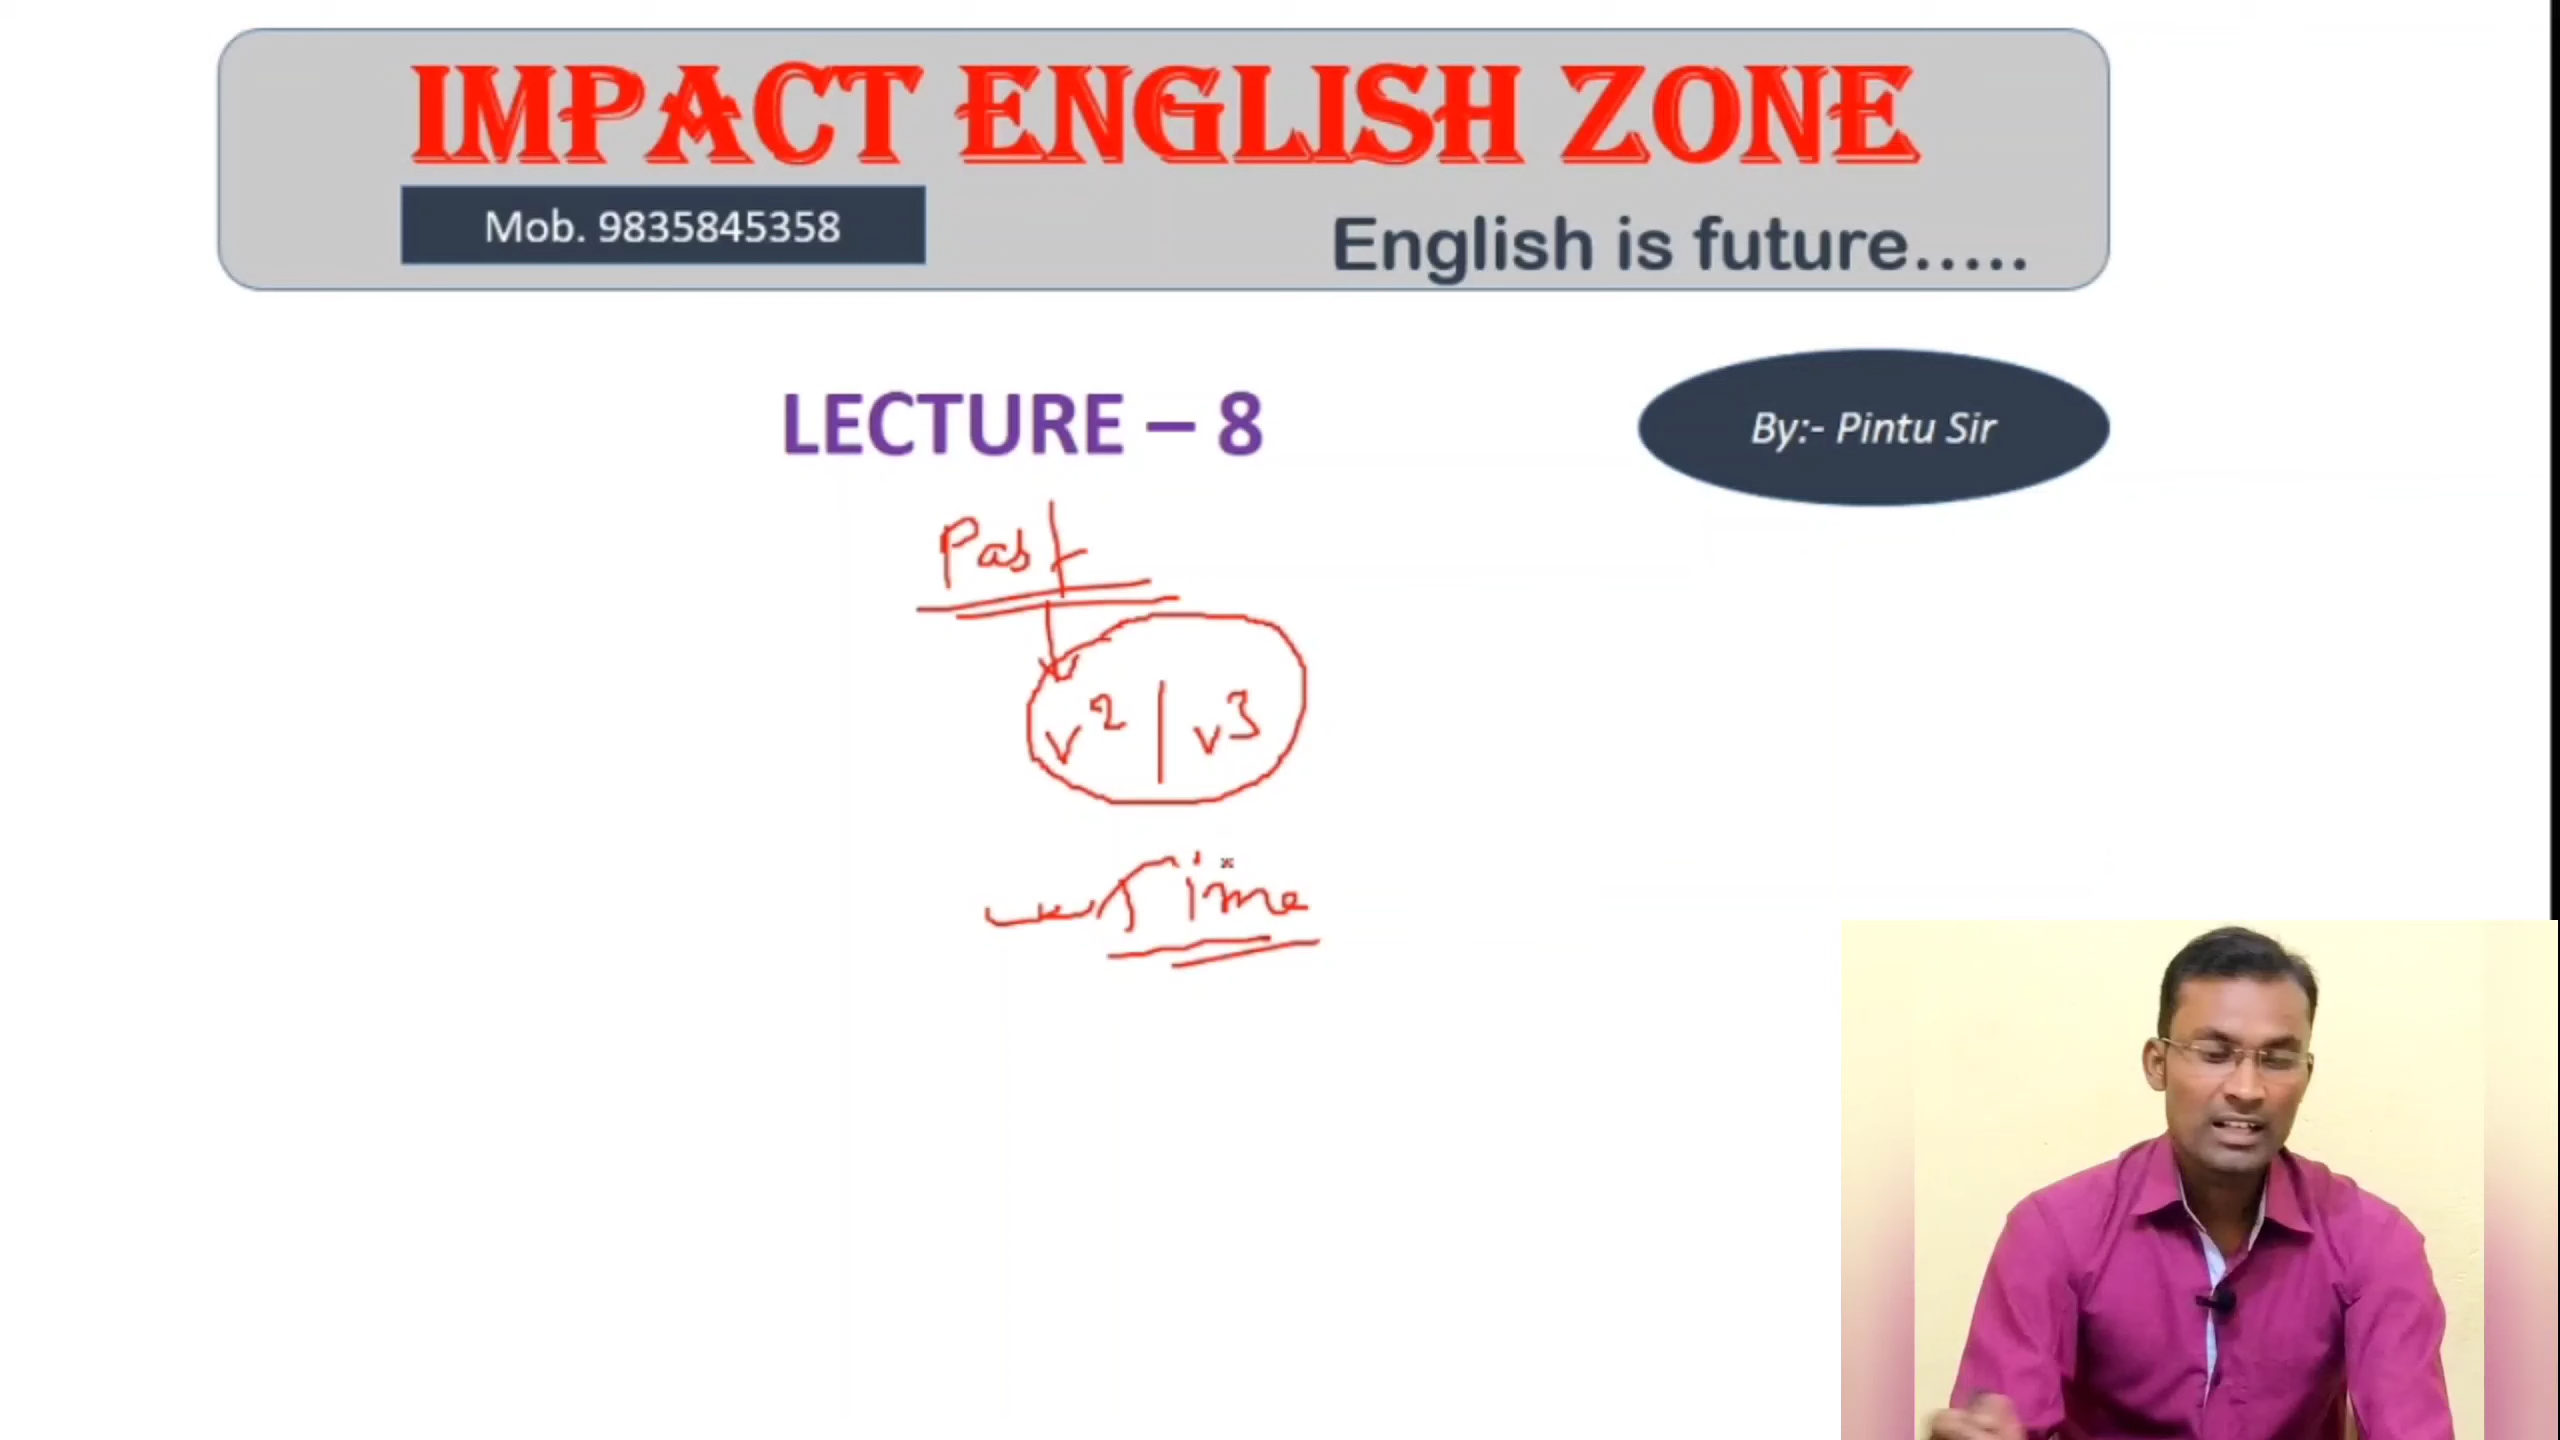 IMPACT ENGLISH ZONE
Mob. 9835845358
English is future.....
LECTURE – 8
By:- Pintu Sir
Past
v2 | v3
Time